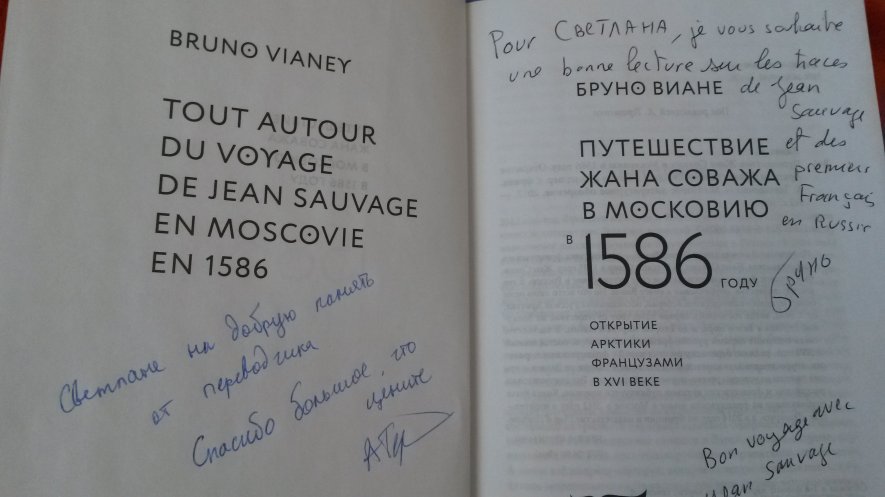 BRUNO VIANEY
TOUT AUTOUR
DU VOYAGE
DE JEAN SAUVAGE
EN MOSCOVIE
EN 1586
Светлане на добрую память
от переводчика
Спасибо большое, что
цените
Pour СВЕТЛАНА, je vous souhaite
une bonne lecture sur les traces
de Jean
Sauvage
et des
premiers
Français
en Russie
Бруно
БРУНО ВИАНЕ
ПУТЕШЕСТВИЕ
ЖАНА СОВАЖА
В МОСКОВИЮ
В 1586 ГОДУ
ОТКРЫТИЕ
АРКТИКИ
ФРАНЦУЗАМИ
В XVI ВЕКЕ
Bon voyage avec
Jean Sauvage